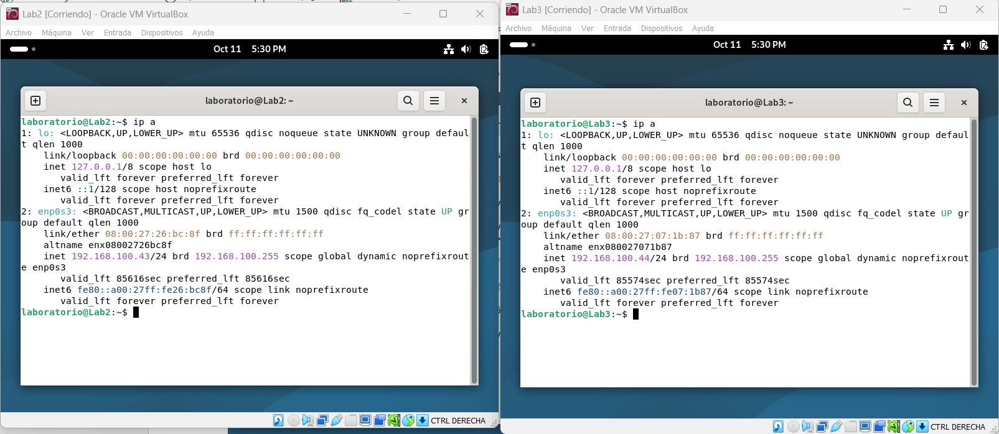 Lab2 [Corriendo] - Oracle VM VirtualBox
Archivo Máquina Ver Entrada Dispositivos Ayuda
Oct 11 5:30 PM
laboratorio@Lab2: ~
laboratorio@Lab2:~$ ip a
1: lo: <LOOPBACK,UP,LOWER_UP> mtu 65536 qdisc noqueue state UNKNOWN group defaul
t qlen 1000
link/loopback 00:00:00:00:00:00 brd 00:00:00:00:00:00
inet 127.0.0.1/8 scope host lo
valid_lft forever preferred_lft forever
inet6 ::1/128 scope host noprefixroute
valid_lft forever preferred_lft forever
2: enp0s3: <BROADCAST,MULTICAST,UP,LOWER_UP> mtu 1500 qdisc fq_codel state UP gr
oup default qlen 1000
link/ether 08:00:27:26:bc:8f brd ff:ff:ff:ff:ff:ff
altname enx08002726bc8f
inet 192.168.100.43/24 brd 192.168.100.255 scope global dynamic noprefixrout
e enp0s3
valid_lft 85616sec preferred_lft 85616sec
inet6 fe80::a00:27ff:fe26:bc8f/64 scope link noprefixroute
valid_lft forever preferred_lft forever
laboratorio@Lab2:~$
CTRL DERECHA
Lab3 [Corriendo] - Oracle VM VirtualBox
Archivo Máquina Ver Entrada Dispositivos Ayuda
Oct 11 5:30 PM
laboratorio@Lab3: ~
laboratorio@Lab3:~$ ip a
1: lo: <LOOPBACK,UP,LOWER_UP> mtu 65536 qdisc noqueue state UNKNOWN group defaul
t qlen 1000
link/loopback 00:00:00:00:00:00 brd 00:00:00:00:00:00
inet 127.0.0.1/8 scope host lo
valid_lft forever preferred_lft forever
inet6 ::1/128 scope host noprefixroute
valid_lft forever preferred_lft forever
2: enp0s3: <BROADCAST,MULTICAST,UP,LOWER_UP> mtu 1500 qdisc fq_codel state UP gr
oup default qlen 1000
link/ether 08:00:27:07:1b:87 brd ff:ff:ff:ff:ff:ff
altname enx080027071b87
inet 192.168.100.44/24 brd 192.168.100.255 scope global dynamic noprefixrout
e enp0s3
valid_lft 85574sec preferred_lft 85574sec
inet6 fe80::a00:27ff:fe07:1b87/64 scope link noprefixroute
valid_lft forever preferred_lft forever
laboratorio@Lab3:~$
CTRL DERECHA